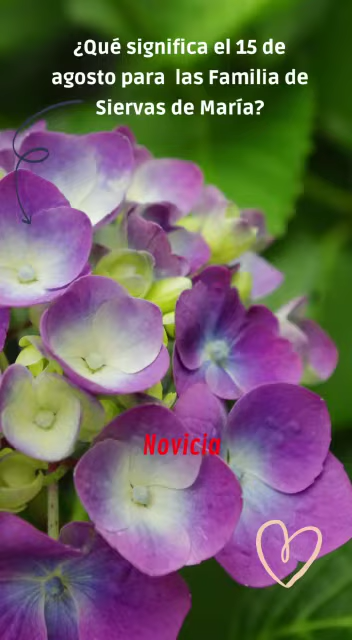 ¿Qué significa el 15 de
agosto para las Familia de
Siervas de María?
Novicia